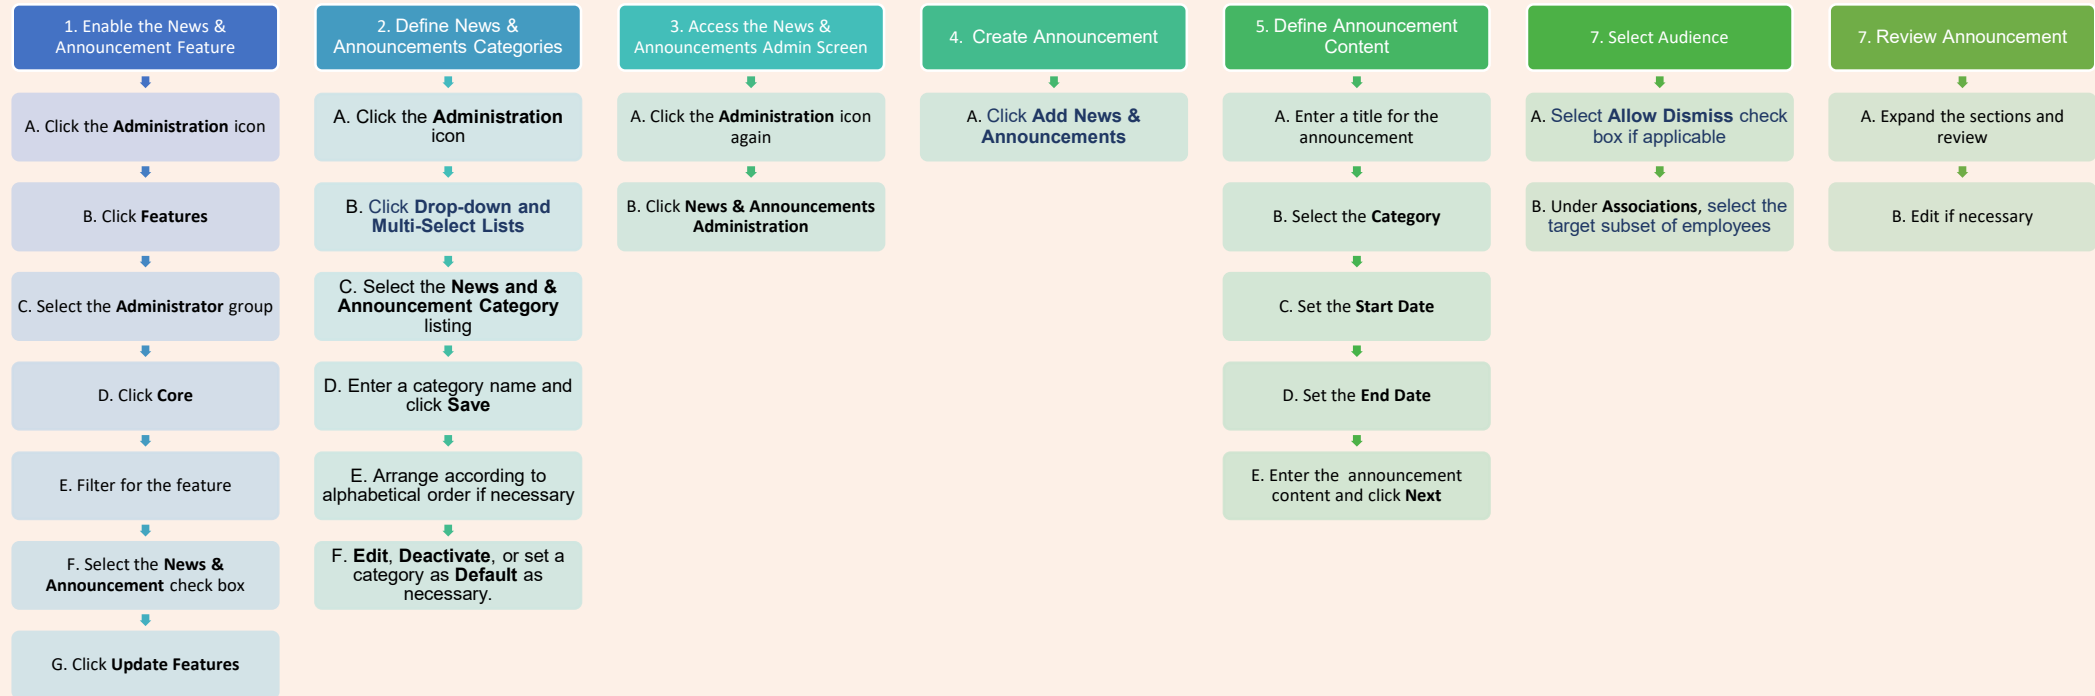 1. Enable the News &
Announcement Feature
A. Click the Administration icon
B. Click Features
C. Select the Administrator group
D. Click Core
E. Filter for the feature
F. Select the News &
Announcement check box
G. Click Update Features
2. Define News &
Announcements Categories
A. Click the Administration
icon
B. Click Drop-down and
Multi-Select Lists
C. Select the News and &
Announcement Category
listing
D. Enter a category name and
click Save
E. Arrange according to
alphabetical order if necessary
F. Edit, Deactivate, or set a
category as Default as
necessary.
3. Access the News &
Announcements Admin Screen
A. Click the Administration icon
again
B. Click News & Announcements
Administration
4. Create Announcement
A. Click Add News &
Announcements
5. Define Announcement
Content
A. Enter a title for the
announcement
B. Select the Category
C. Set the Start Date
D. Set the End Date
E. Enter the announcement
content and click Next
7. Select Audience
A. Select Allow Dismiss check
box if applicable
B. Under Associations, select the
target subset of employees
7. Review Announcement
A. Expand the sections and
review
B. Edit if necessary